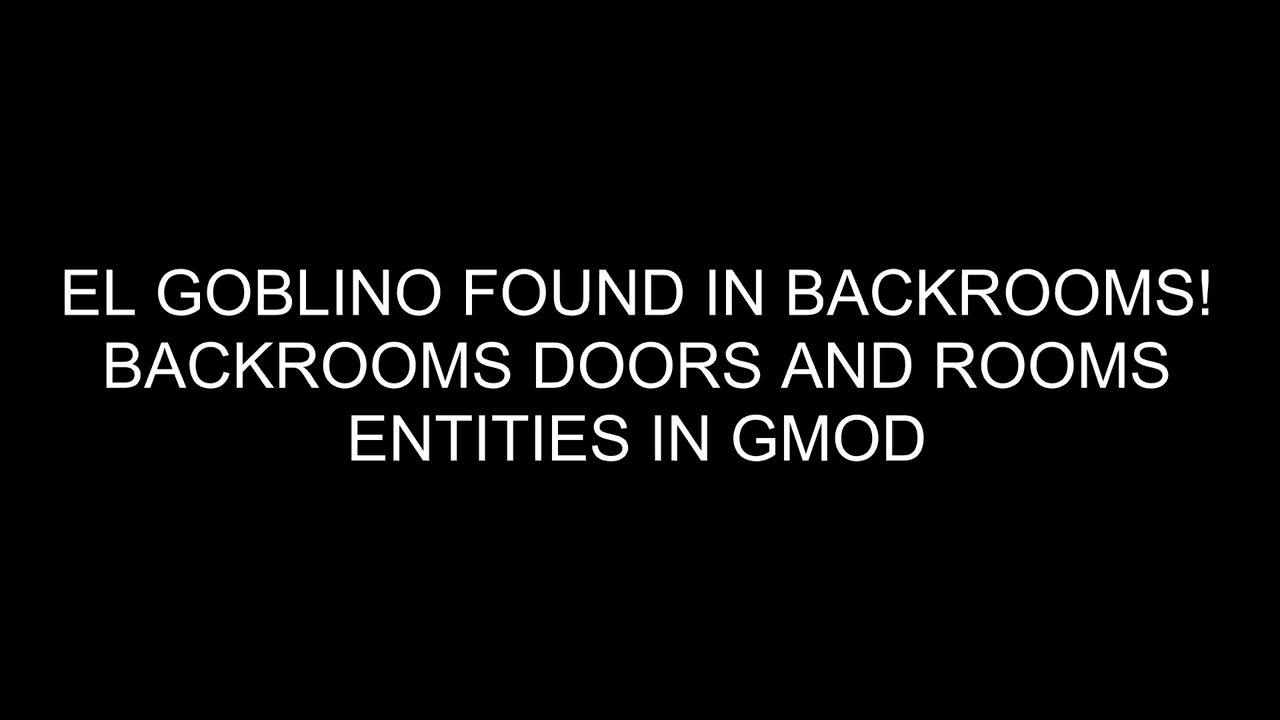 EL GOBLINO FOUND IN BACKROOMS!
BACKROOMS DOORS AND ROOMS
ENTITIES IN GMOD